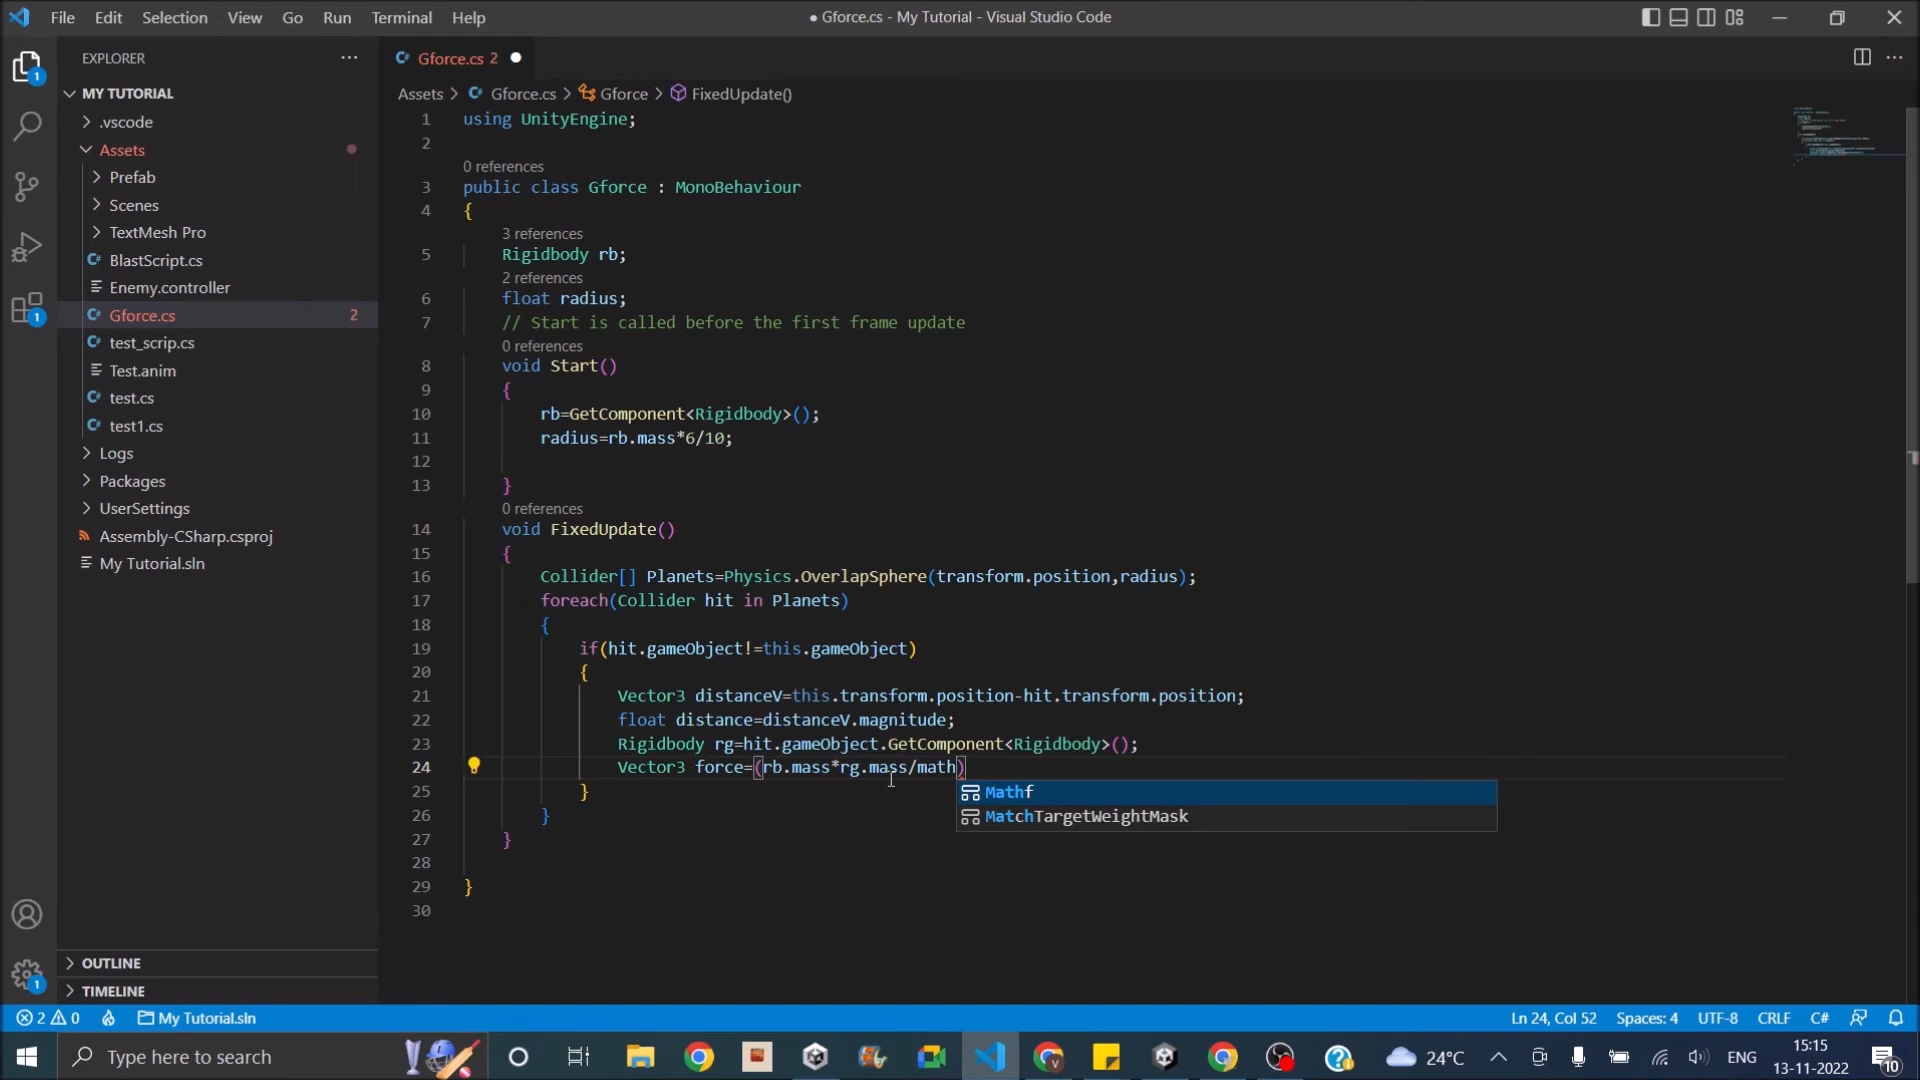 File Edit Selection View Go Run Terminal Help
● Gforce.cs - My Tutorial - Visual Studio Code
EXPLORER
MY TUTORIAL
.vscode
Assets
Prefab
Scenes
TextMesh Pro
BlastScript.cs
Enemy.controller
Gforce.cs 2
test_scrip.cs
Test.anim
test.cs
test1.cs
Logs
Packages
UserSettings
Assembly-CSharp.csproj
My Tutorial.sln
OUTLINE
TIMELINE
1
1
1
Gforce.cs 2 ●
Assets > Gforce.cs > Gforce > FixedUpdate()
1 using UnityEngine;
2
0 references
3 public class Gforce : MonoBehaviour
4 {
3 references
5 Rigidbody rb;
2 references
6 float radius;
7 // Start is called before the first frame update
0 references
8 void Start()
9 {
10 rb=GetComponent<Rigidbody>();
11 radius=rb.mass*6/10;
12
13 }
0 references
14 void FixedUpdate()
15 {
16 Collider[] Planets=Physics.OverlapSphere(transform.position,radius);
17 foreach(Collider hit in Planets)
18 {
19 if(hit.gameObject!=this.gameObject)
20 {
21 Vector3 distanceV=this.transform.position-hit.transform.position;
22 float distance=distanceV.magnitude;
23 Rigidbody rg=hit.gameObject.GetComponent<Rigidbody>();
24 Vector3 force=(rb.mass*rg.mass/math)
Mathf
MatchTargetWeightMask
25 }
26 }
27 }
28
29 }
30
2 0 My Tutorial.sln
Ln 24, Col 52 Spaces: 4 UTF-8 CRLF C#
Type here to search
24°C ENG 15:15
13-11-2022
10